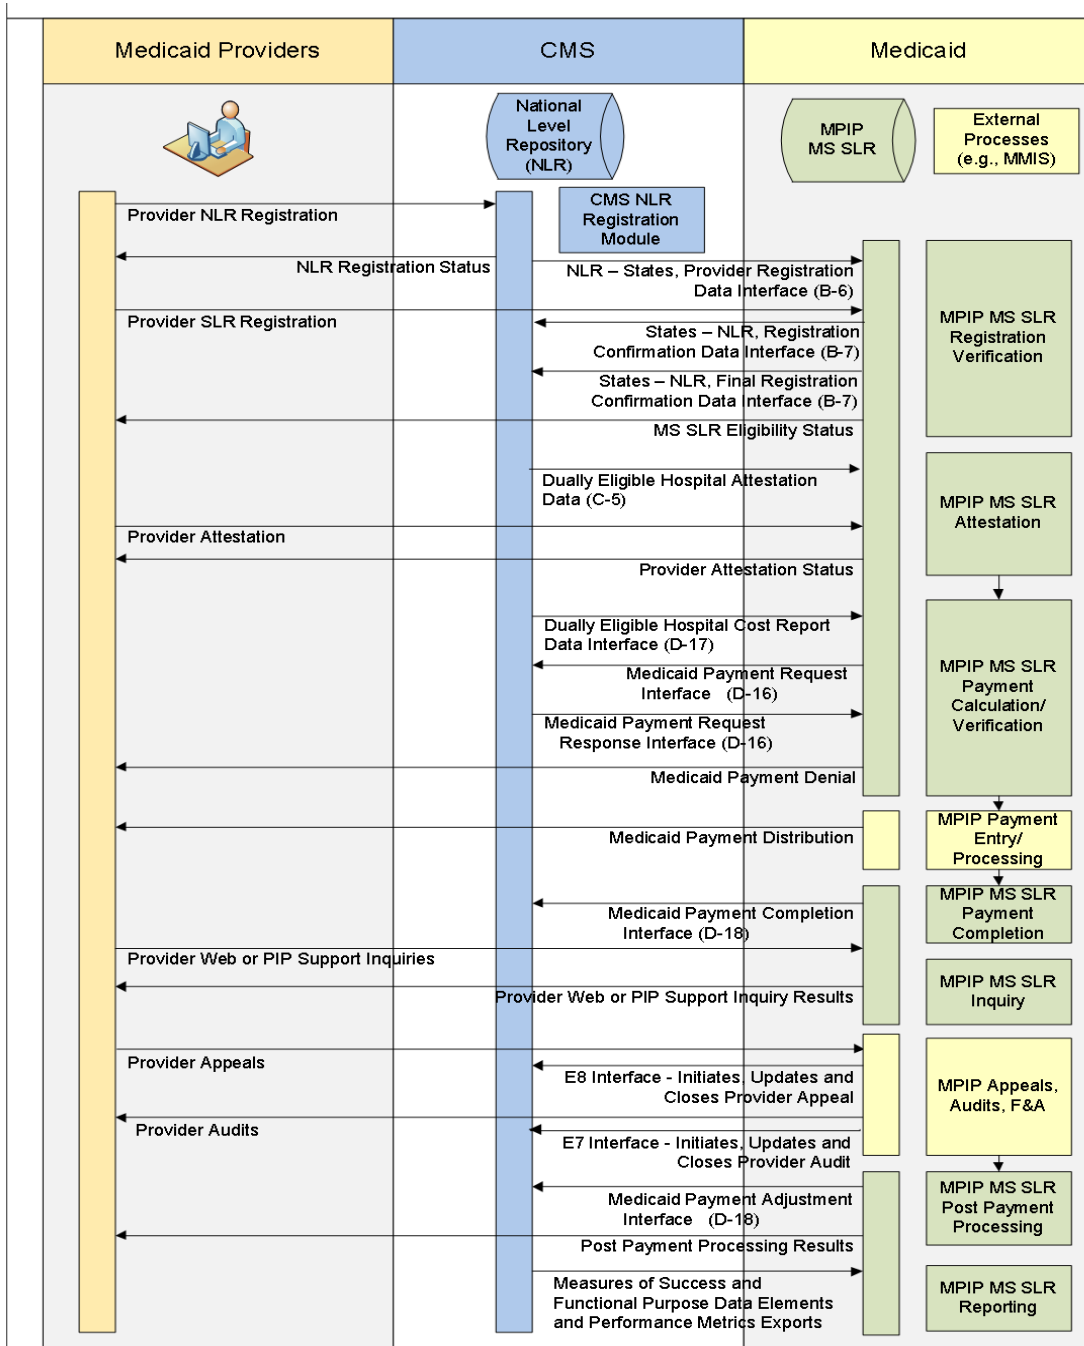 Medicaid Providers
CMS
Medicaid
National
Level
Repository
(NLR)
MPIP
MS SLR
External
Processes
(e.g., MMIS)
CMS NLR
Registration
Module
Provider NLR Registration
NLR Registration Status
NLR – States, Provider Registration
Data Interface (B-6)
Provider SLR Registration
States – NLR, Registration
Confirmation Data Interface (B-7)
States – NLR, Final Registration
Confirmation Data Interface (B-7)
MS SLR Eligibility Status
MPIP MS SLR
Registration
Verification
Dually Eligible Hospital Attestation
Data (C-5)
Provider Attestation
Provider Attestation Status
MPIP MS SLR
Attestation
Dually Eligible Hospital Cost Report
Data Interface (D-17)
Medicaid Payment Request
Interface (D-16)
Medicaid Payment Request
Response Interface (D-16)
Medicaid Payment Denial
MPIP MS SLR
Payment
Calculation/
Verification
Medicaid Payment Distribution
MPIP Payment
Entry/
Processing
Medicaid Payment Completion
Interface (D-18)
MPIP MS SLR
Payment
Completion
Provider Web or PIP Support Inquiries
Provider Web or PIP Support Inquiry Results
MPIP MS SLR
Inquiry
Provider Appeals
E8 Interface - Initiates, Updates and
Closes Provider Appeal
Provider Audits
E7 Interface - Initiates, Updates and
Closes Provider Audit
MPIP Appeals,
Audits, F&A
Medicaid Payment Adjustment
Interface (D-18)
Post Payment Processing Results
MPIP MS SLR
Post Payment
Processing
Measures of Success and
Functional Purpose Data Elements
and Performance Metrics Exports
MPIP MS SLR
Reporting